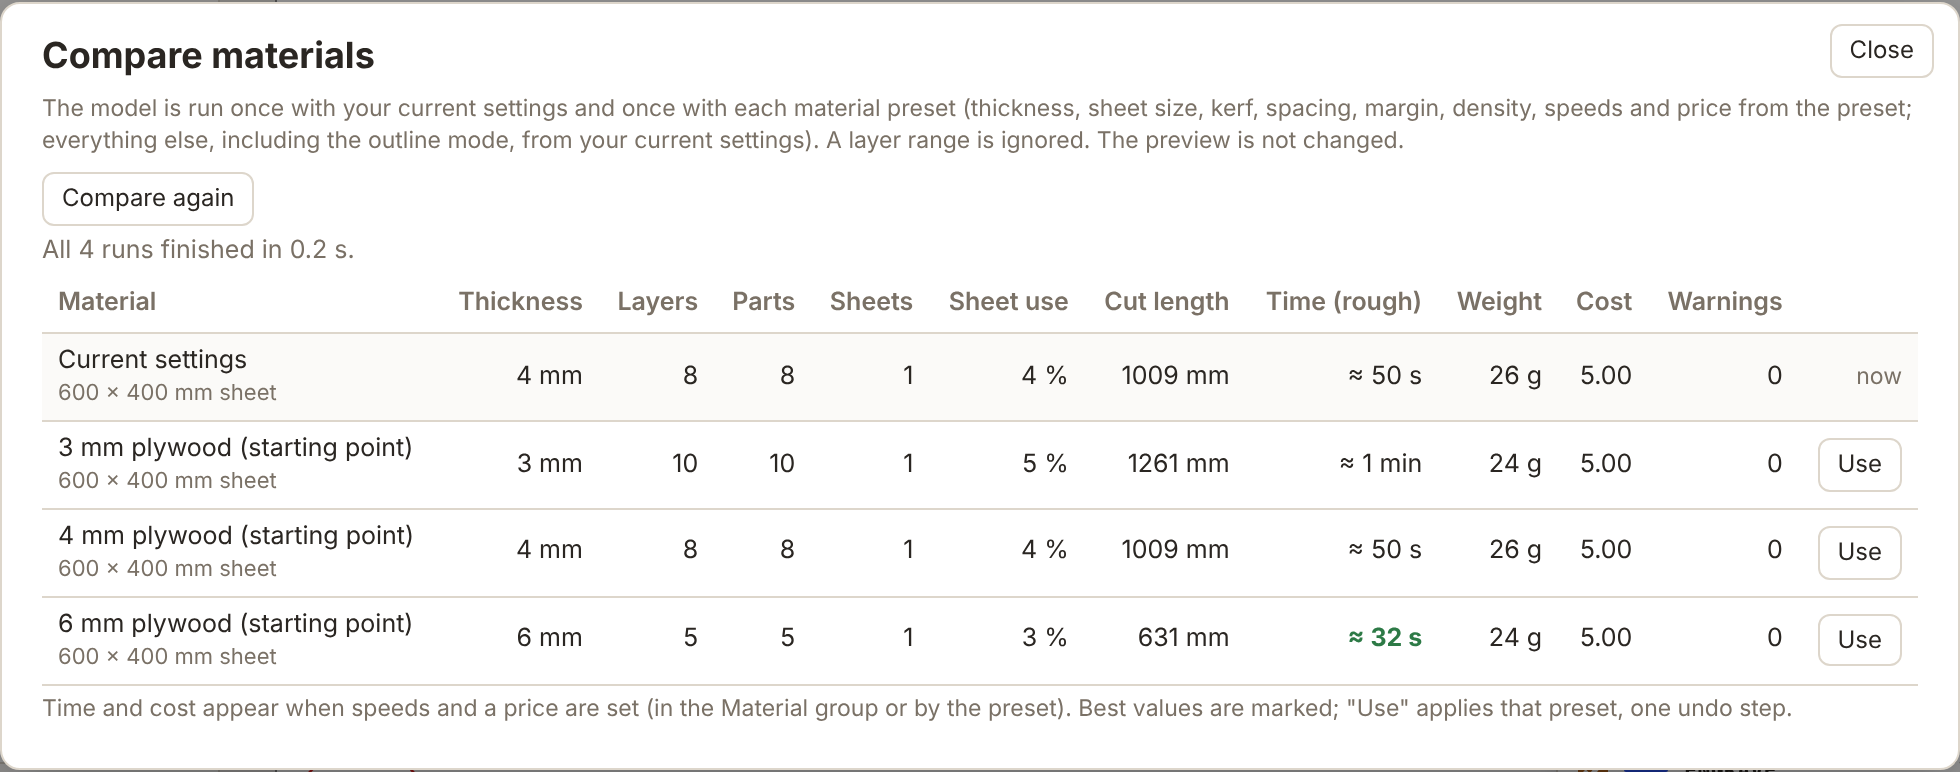 Compare materials
Close
The model is run once with your current settings and once with each material preset (thickness, sheet size, kerf, spacing, margin, density, speeds and price from the preset;
everything else, including the outline mode, from your current settings). A layer range is ignored. The preview is not changed.
Compare again
All 4 runs finished in 0.2 s.
Material Thickness Layers Parts Sheets Sheet use Cut length Time (rough) Weight Cost Warnings
Current settings
600 × 400 mm sheet
4 mm 8 8 1 4 % 1009 mm ≈ 50 s 26 g 5.00 0 now
3 mm plywood (starting point)
600 × 400 mm sheet
3 mm 10 10 1 5 % 1261 mm ≈ 1 min 24 g 5.00 0 Use
4 mm plywood (starting point)
600 × 400 mm sheet
4 mm 8 8 1 4 % 1009 mm ≈ 50 s 26 g 5.00 0 Use
6 mm plywood (starting point)
600 × 400 mm sheet
6 mm 5 5 1 3 % 631 mm ≈ 32 s 24 g 5.00 0 Use
Time and cost appear when speeds and a price are set (in the Material group or by the preset). Best values are marked; "Use" applies that preset, one undo step.